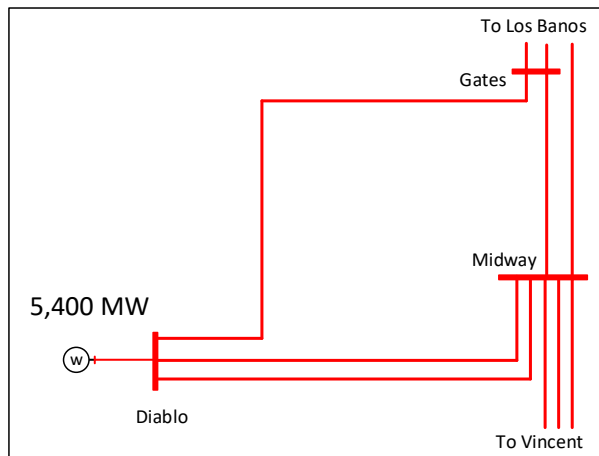 To Los Banos
Gates
Midway
5,400 MW
w
Diablo
To Vincent